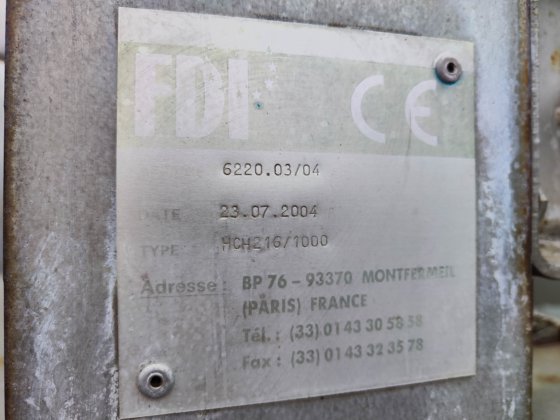 FDI CE
6220.03/04
DATE 23.07.2004
TYPE HCH216/1000
Adresse : BP 76 - 93370 MONTFERMEIL
(PARIS) FRANCE
Tél. : (33) 01 43 30 58 58
Fax : (33) 01 43 32 35 78